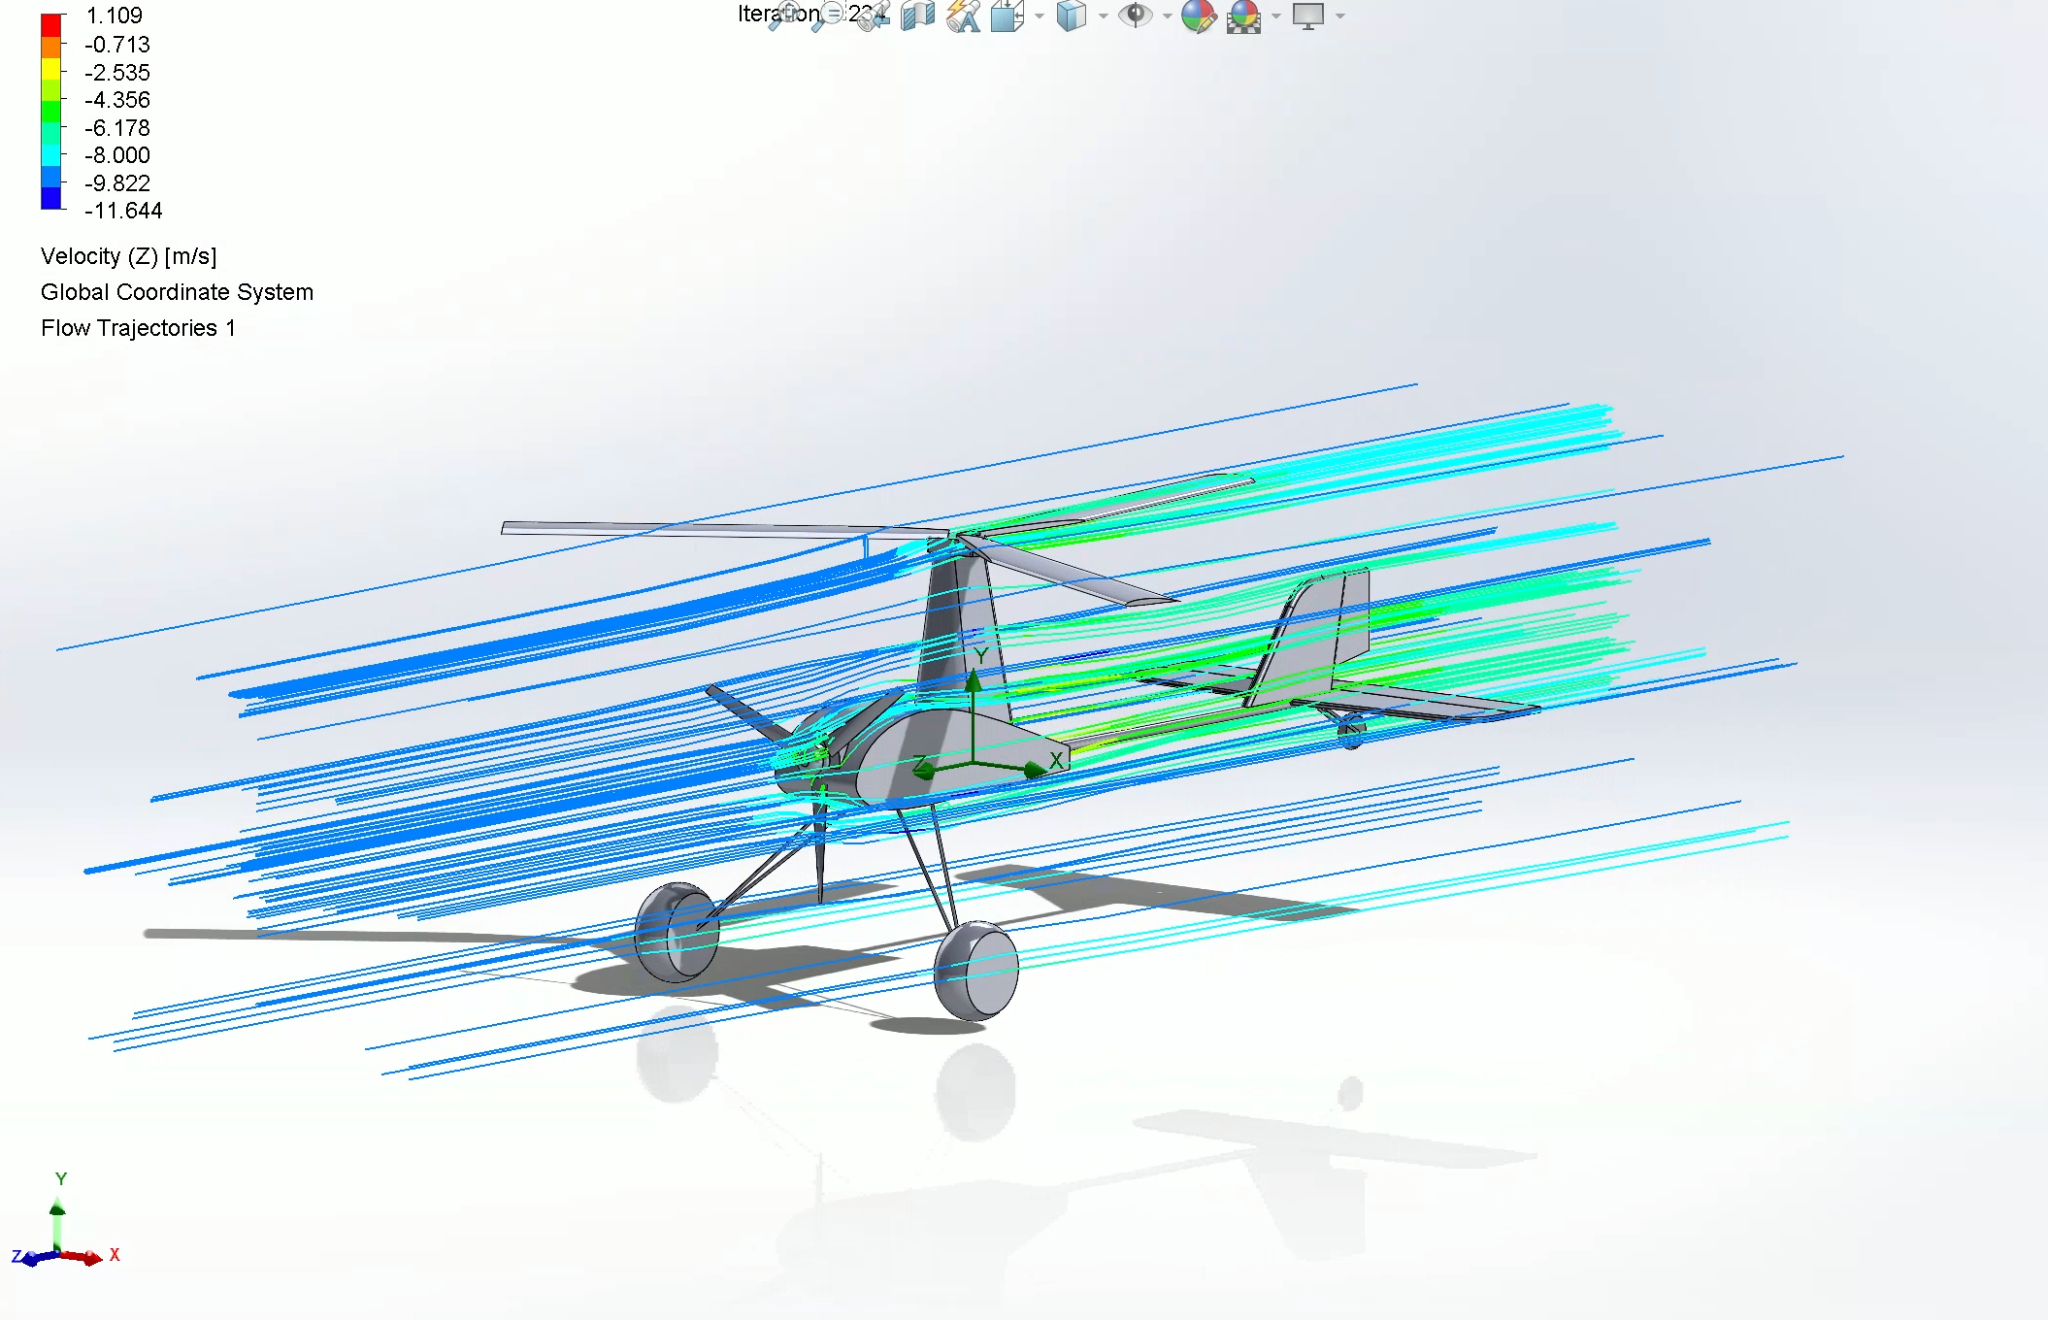 1.109
-0.713
-2.535
-4.356
-6.178
-8.000
-9.822
-11.644
Velocity (Z) [m/s]
Global Coordinate System
Flow Trajectories 1
Iteration =
Y
Z
X
Y
Z
X